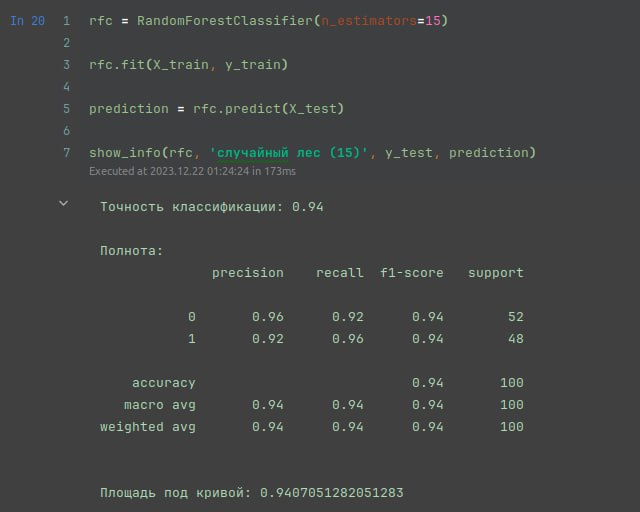 In 20 1 rfc = RandomForestClassifier(n_estimators=15)
2
3 rfc.fit(X_train, y_train)
4
5 prediction = rfc.predict(X_test)
6
7 show_info(rfc, 'случайный лес (15)', y_test, prediction)
Executed at 2023.12.22 01:24:24 in 173ms
Точность классификации: 0.94
Полнота:
precision recall f1-score support
0 0.96 0.92 0.94 52
1 0.92 0.96 0.94 48
accuracy 0.94 100
macro avg 0.94 0.94 0.94 100
weighted avg 0.94 0.94 0.94 100
Площадь под кривой: 0.9407051282051283